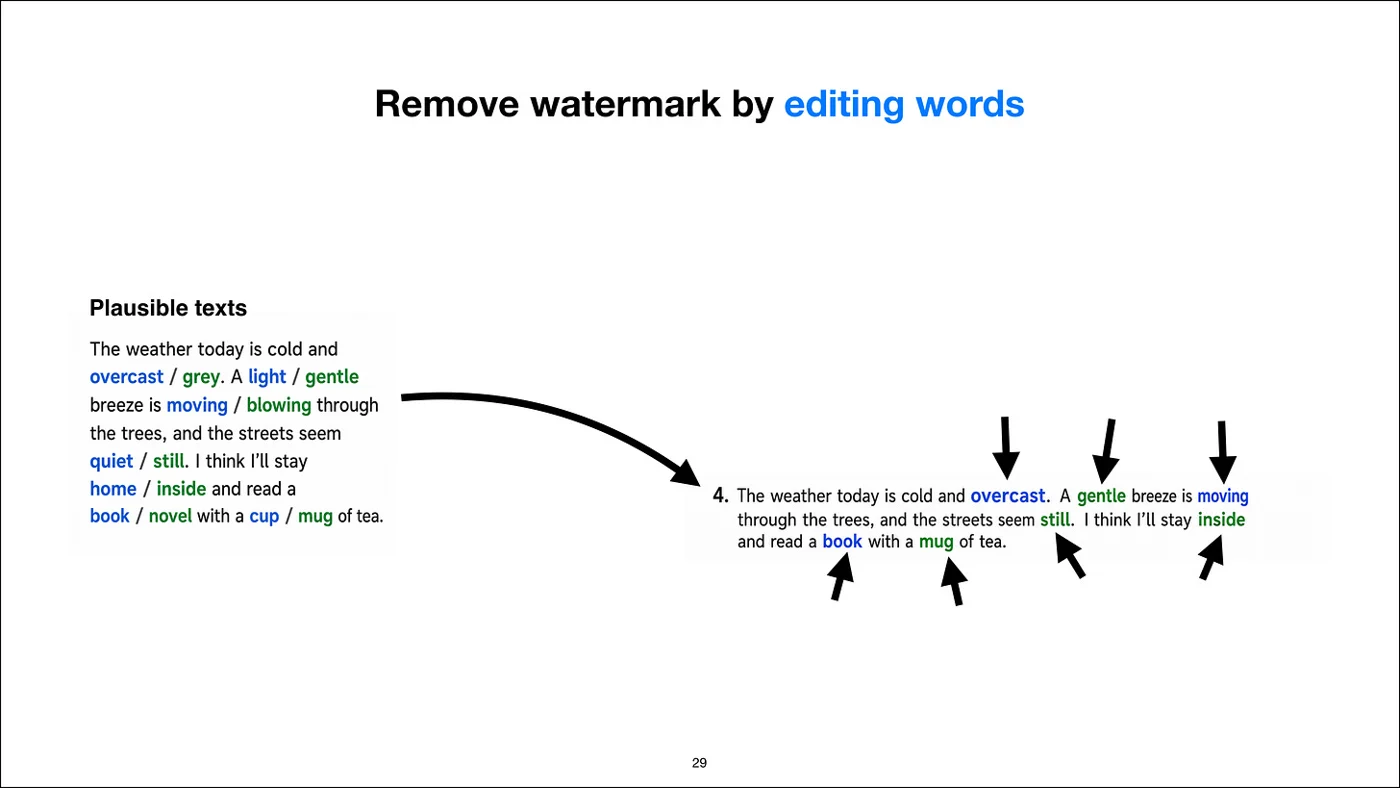 Remove watermark by editing words
Plausible texts
The weather today is cold and
overcast / grey. A light / gentle
breeze is moving / blowing through
the trees, and the streets seem
quiet / still. I think I'll stay
home / inside and read a
book / novel with a cup / mug of tea.
4. The weather today is cold and overcast. A gentle breeze is moving
through the trees, and the streets seem still. I think I'll stay inside
and read a book with a mug of tea.
29